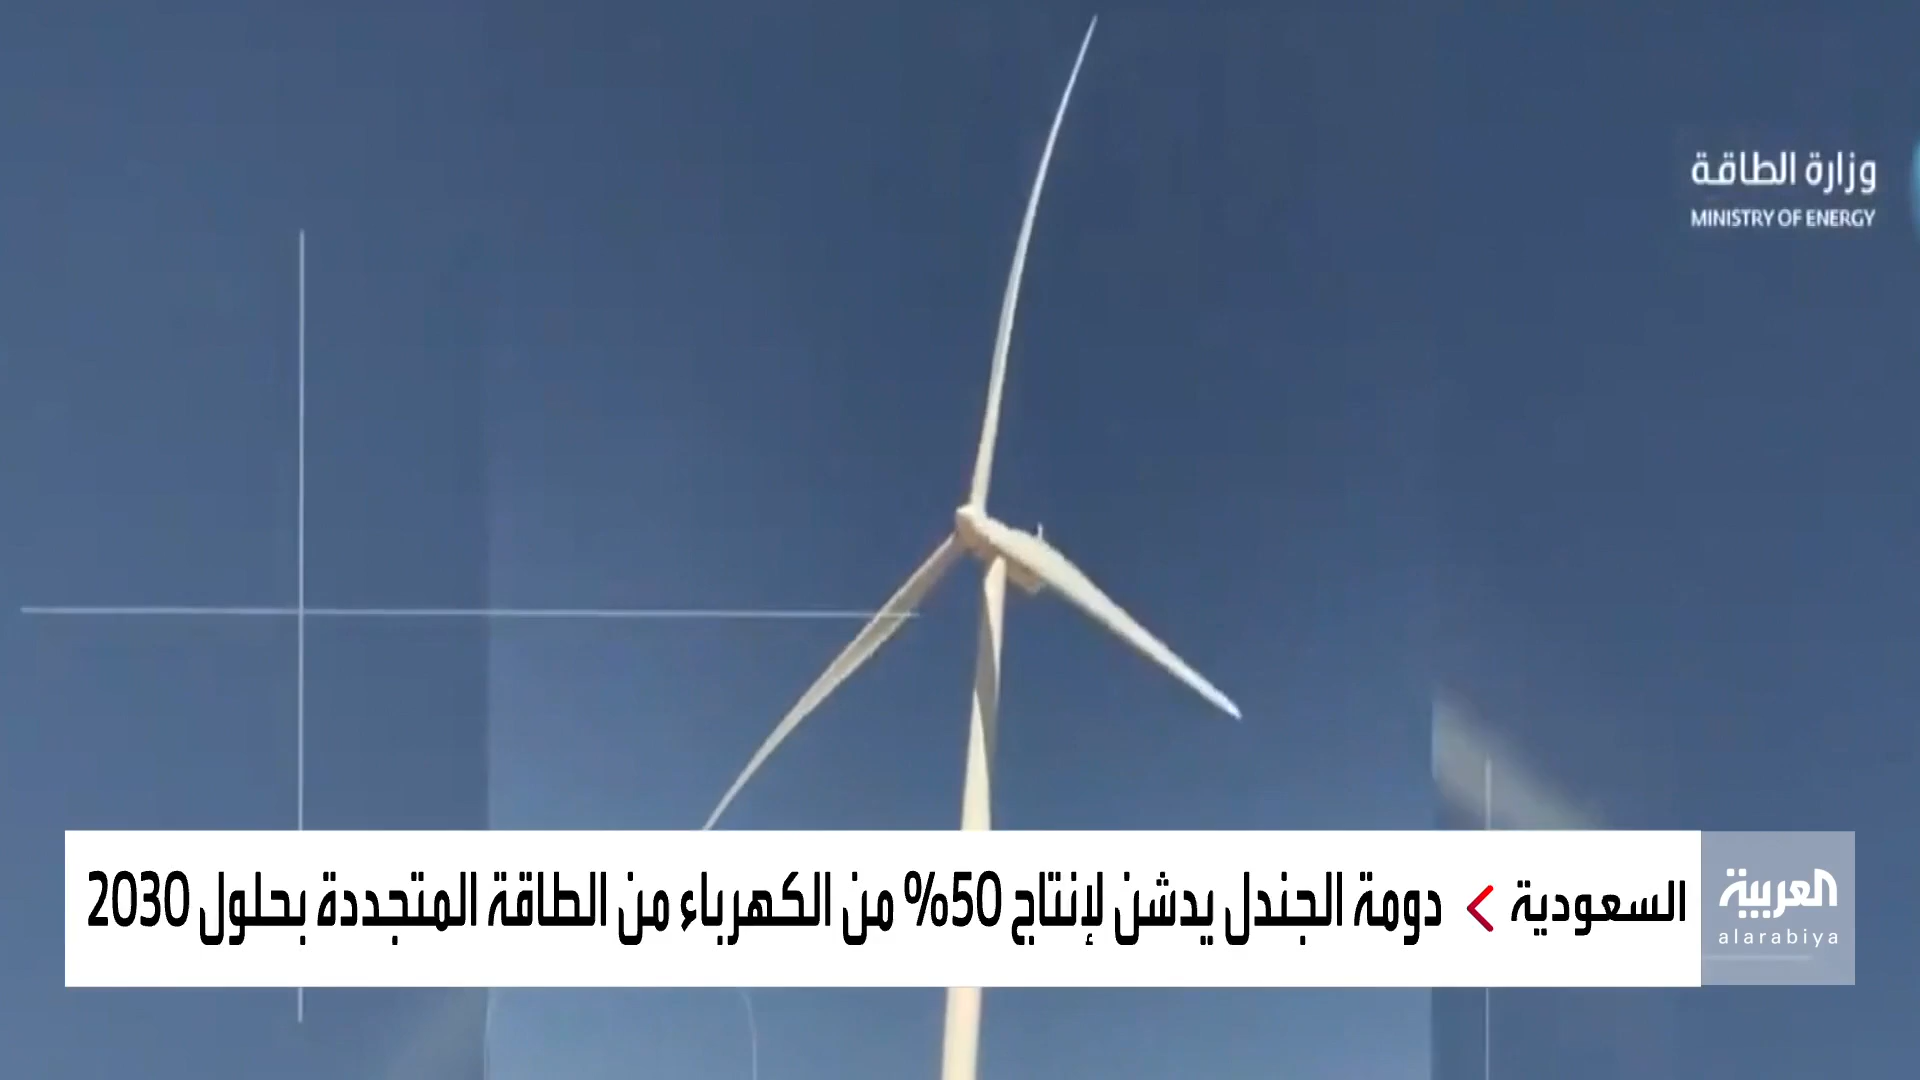 وزارة الطاقة
MINISTRY OF ENERGY
السعودية > دومة الجندل يدشن لإنتاج 50% من الكهرباء من الطاقة المتجددة بحلول 2030
العربية
alarabiya